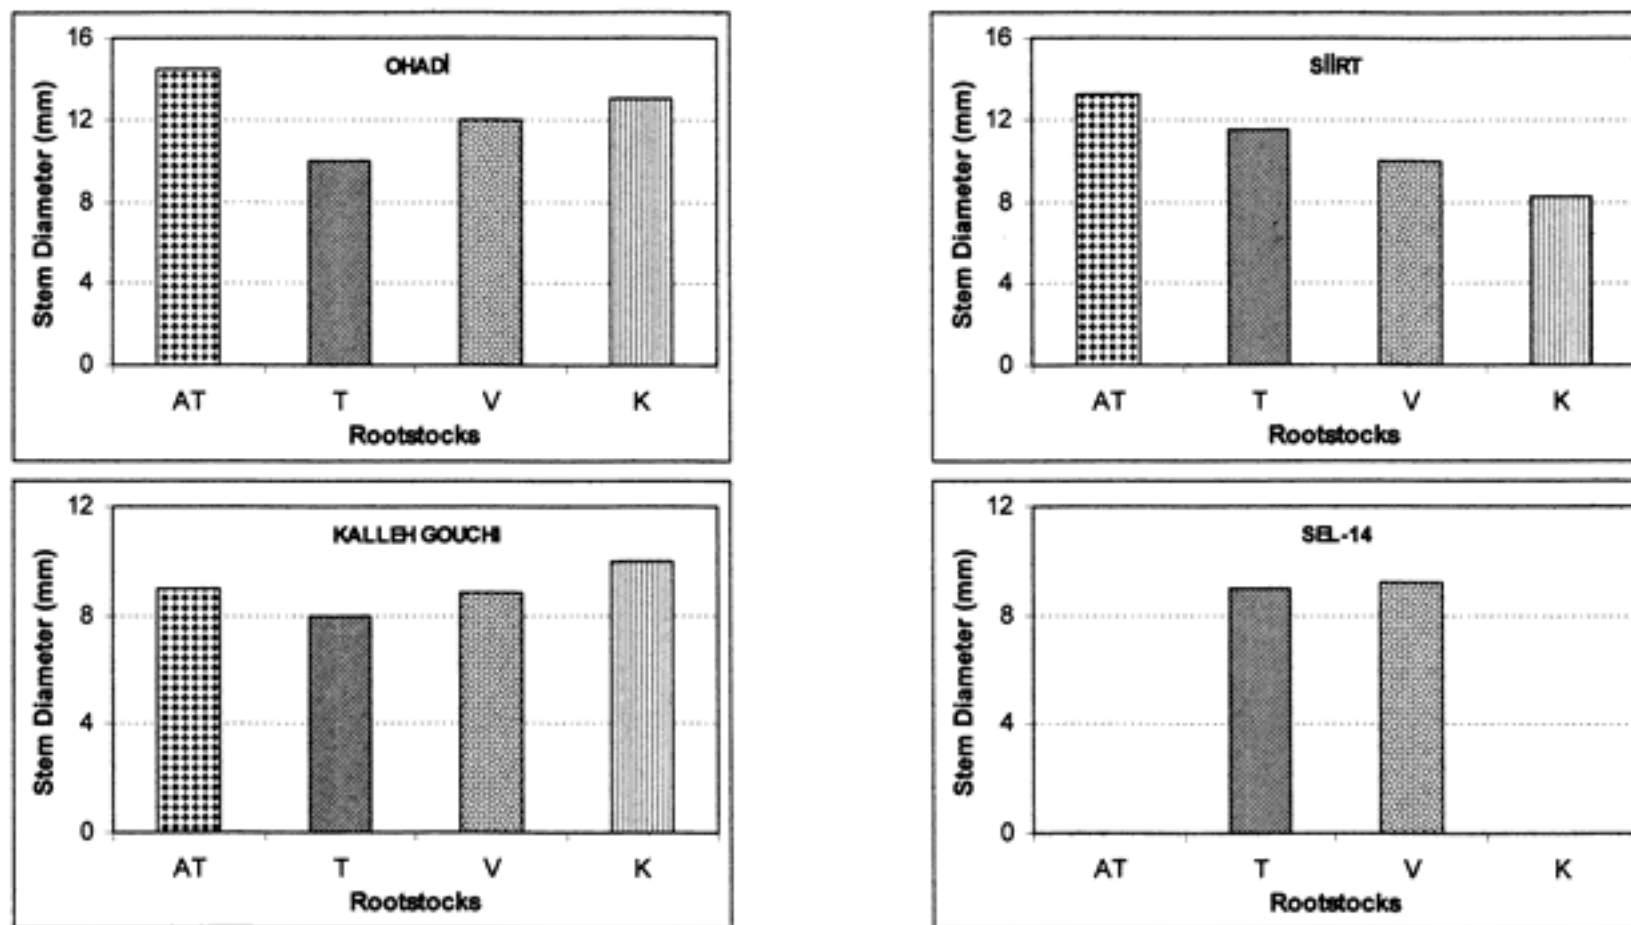 OHADİ
16
12
8
4
0
Stem Diameter (mm)
AT T V K
Rootstocks
SİİRT
16
12
8
4
0
Stem Diameter (mm)
AT T V K
Rootstocks
KALLEH GOUCHI
12
8
4
0
Stem Diameter (mm)
AT T V K
Rootstocks
SEL-14
12
8
4
0
Stem Diameter (mm)
AT T V K
Rootstocks